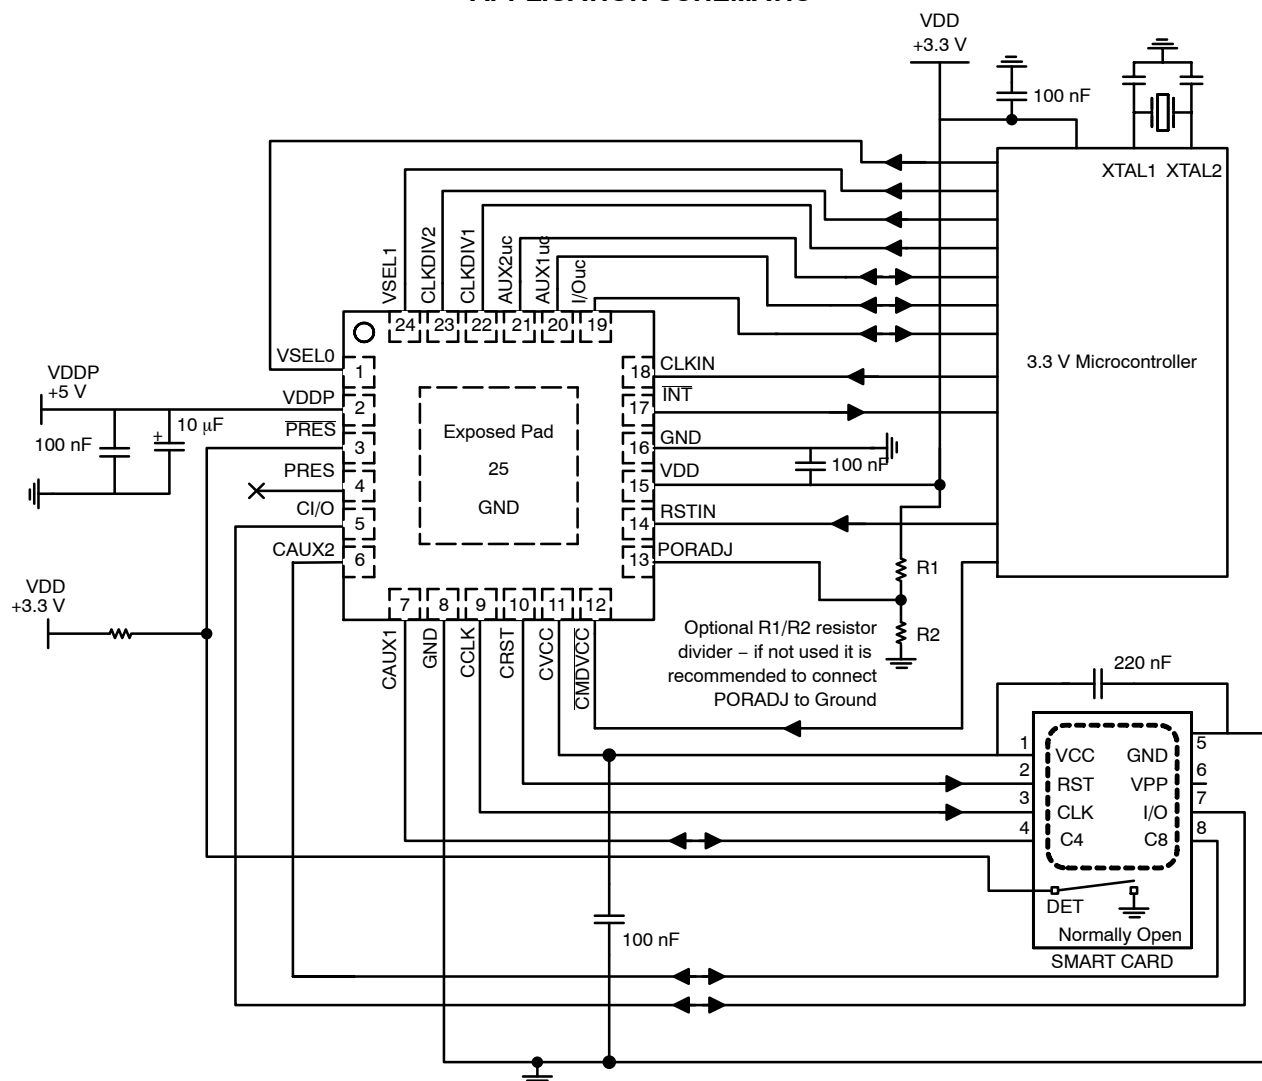 APPLICATION SCHEMATIC
VDD
+3.3 V
100 nF
XTAL1 XTAL2
3.3 V Microcontroller
VSEL1
CLKDIV2
CLKDIV1
AUX2uc
AUX1uc
I/Ouc
24 23 22 21 20 19
VSEL0
1
VDDP
+5 V
VDDP
2
100 nF
10 µF
+
PRES
3
PRES
4
CI/O
5
CAUX2
6
Exposed Pad
25
GND
18 CLKIN
17 INT
16 GND
100 nF
15 VDD
14 RSTIN
13 PORADJ
R1
R2
VDD
+3.3 V
7 8 9 10 11 12
CAUX1
GND
CCLK
CRST
CVCC
CMDVCC
Optional R1/R2 resistor
divider – if not used it is
recommended to connect
PORADJ to Ground
220 nF
1 VCC GND 5
2 RST VPP 6
3 CLK I/O 7
4 C4 C8 8
DET
Normally Open
SMART CARD
100 nF